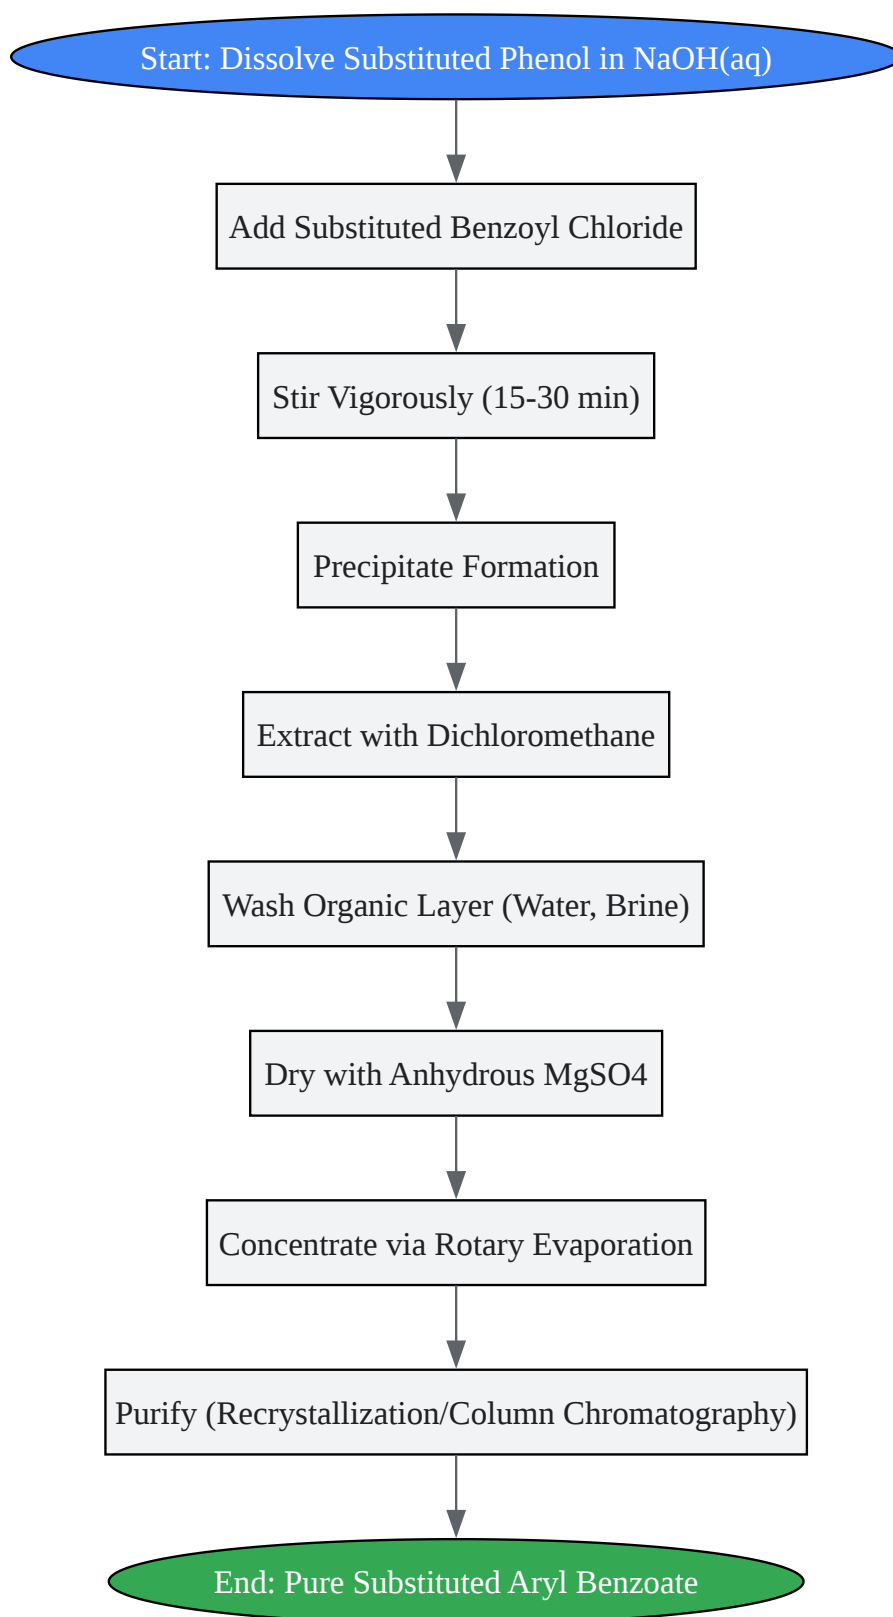 Start: Dissolve Substituted Phenol in NaOH(aq)
Add Substituted Benzoyl Chloride
Stir Vigorously (15-30 min)
Precipitate Formation
Extract with Dichloromethane
Wash Organic Layer (Water, Brine)
Dry with Anhydrous MgSO4
Concentrate via Rotary Evaporation
Purify (Recrystallization/Column Chromatography)
End: Pure Substituted Aryl Benzoate